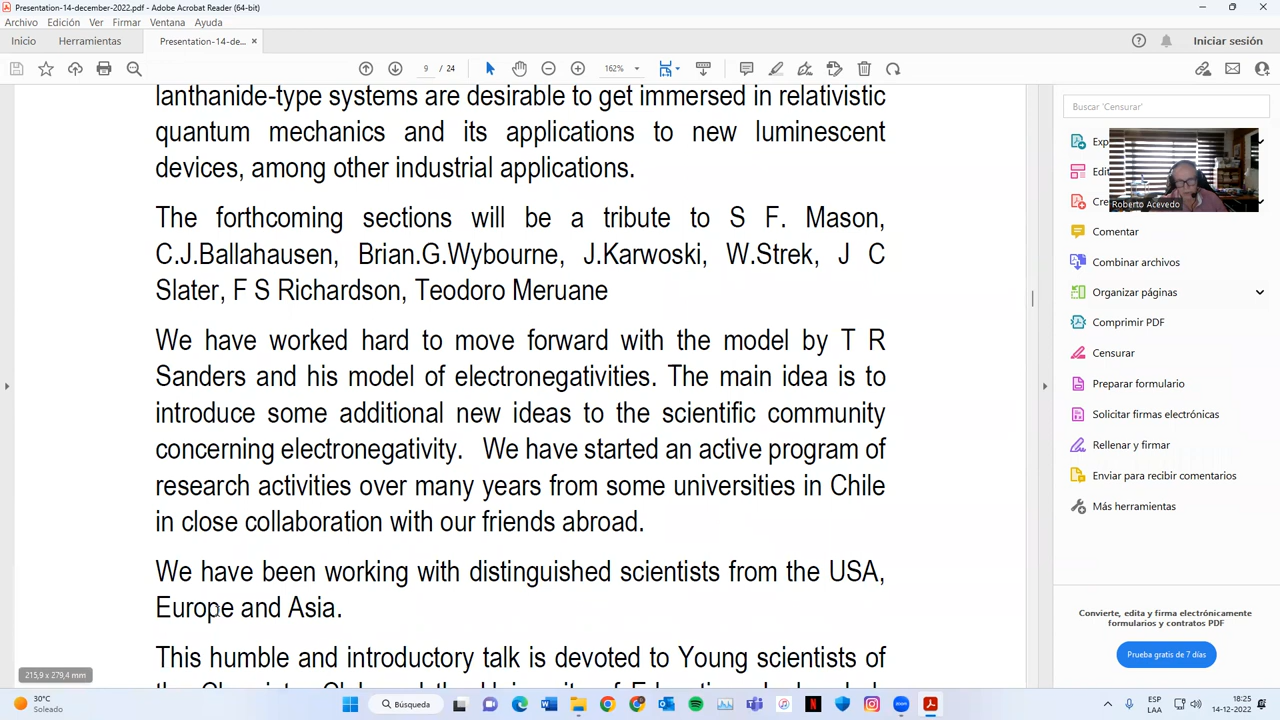 Presentation-14-december-2022.pdf - Adobe Acrobat Reader (64-bit)
Archivo Edición Ver Firmar Ventana Ayuda
Inicio Herramientas Presentation-14-de... × Iniciar sesión
9 / 24 162%
lanthanide-type systems are desirable to get immersed in relativistic
quantum mechanics and its applications to new luminescent
devices, among other industrial applications.
The forthcoming sections will be a tribute to S F. Mason,
C.J.Ballahausen, Brian.G.Wybourne, J.Karwoski, W.Strek, J C
Slater, F S Richardson, Teodoro Meruane
We have worked hard to move forward with the model by T R
Sanders and his model of electronegativities. The main idea is to
introduce some additional new ideas to the scientific community
concerning electronegativity. We have started an active program of
research activities over many years from some universities in Chile
in close collaboration with our friends abroad.
We have been working with distinguished scientists from the USA,
Europe and Asia.
This humble and introductory talk is devoted to Young scientists of
Buscar 'Censurar'
Roberto Acevedo
Comentar
Combinar archivos
Organizar páginas
Comprimir PDF
Censurar
Preparar formulario
Solicitar firmas electrónicas
Rellenar y firmar
Enviar para recibir comentarios
Más herramientas
Convierte, edita y firma electrónicamente
formularios y contratos PDF
Prueba gratis de 7 días
215,9 x 279,4 mm
30°C
Soleado
Búsqueda
ESP
LAA
18:25
14-12-2022